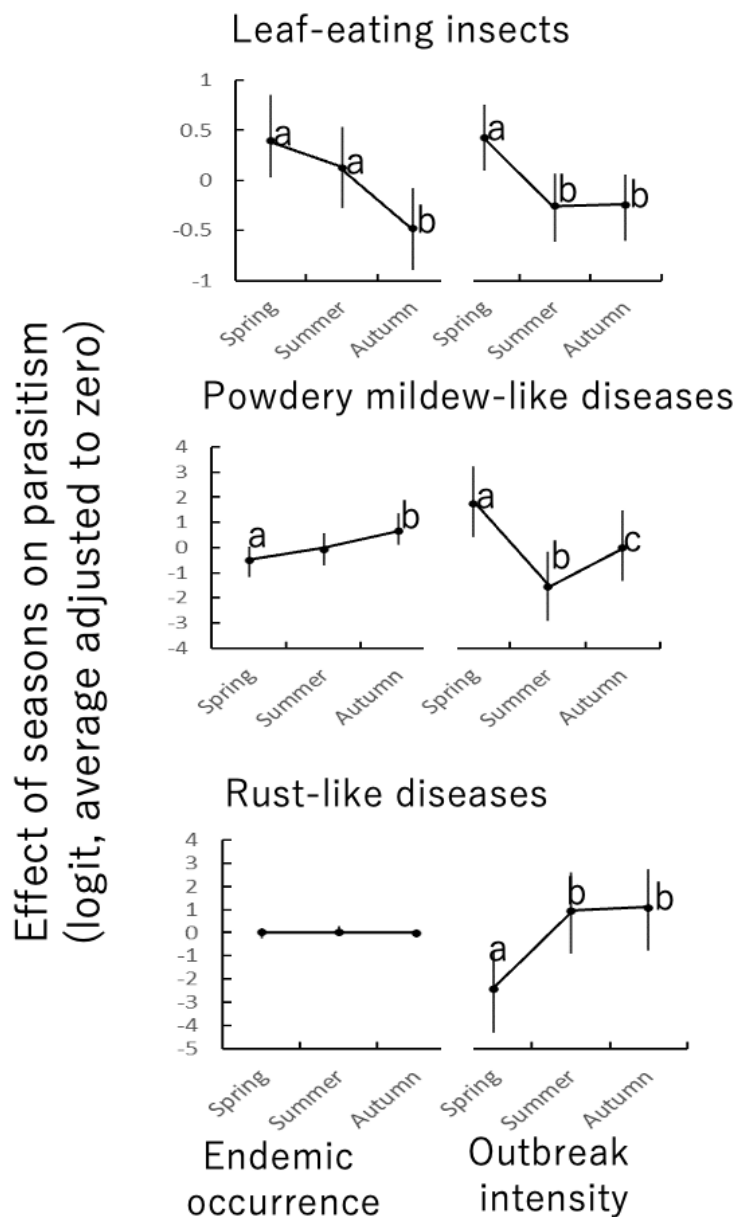 Leaf-eating insects
1
0.5
0
-0.5
-1
a
a
b
a
b
b
Spring
Summer
Autumn
Spring
Summer
Autumn
Powdery mildew-like diseases
4
3
2
1
0
-1
-2
-3
-4
a
b
a
b
c
Spring
Summer
Autumn
Spring
Summer
Autumn
Rust-like diseases
4
3
2
1
0
-1
-2
-3
-4
-5
a
b
b
Spring
Summer
Autumn
Spring
Summer
Autumn
Endemic
occurrence
Outbreak
intensity
Effect of seasons on parasitism
(logit, average adjusted to zero)